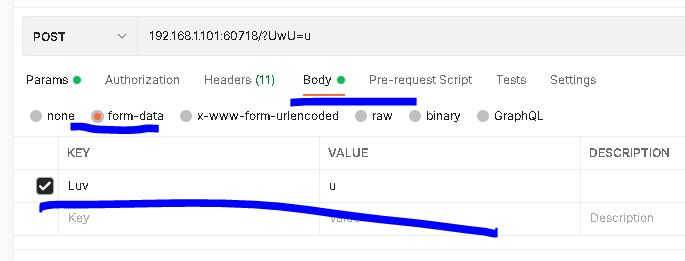 POST 192.168.1.101:60718/?UwU=u
Params Authorization Headers (11) Body Pre-request Script Tests Settings
none form-data x-www-form-urlencoded raw binary GraphQL
KEY VALUE DESCRIPTION
Luv u
Key Value Description